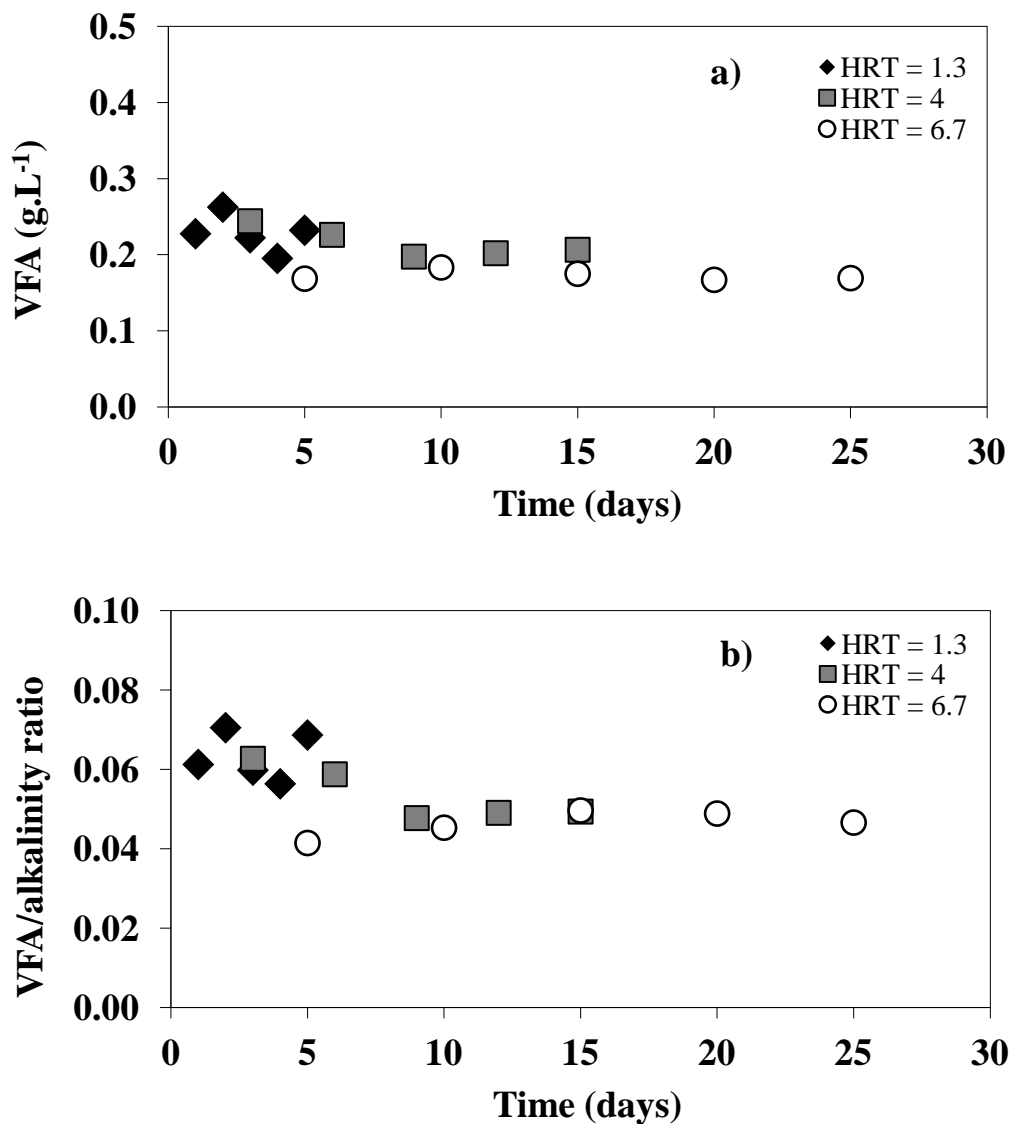 0.5
0.4
0.3
0.2
0.1
0.0
VFA (g.L⁻¹)
a)
HRT = 1.3
HRT = 4
HRT = 6.7
0 5 10 15 20 25 30
Time (days)
0.10
0.08
0.06
0.04
0.02
0.00
VFA/alkalinity ratio
b)
HRT = 1.3
HRT = 4
HRT = 6.7
0 5 10 15 20 25 30
Time (days)